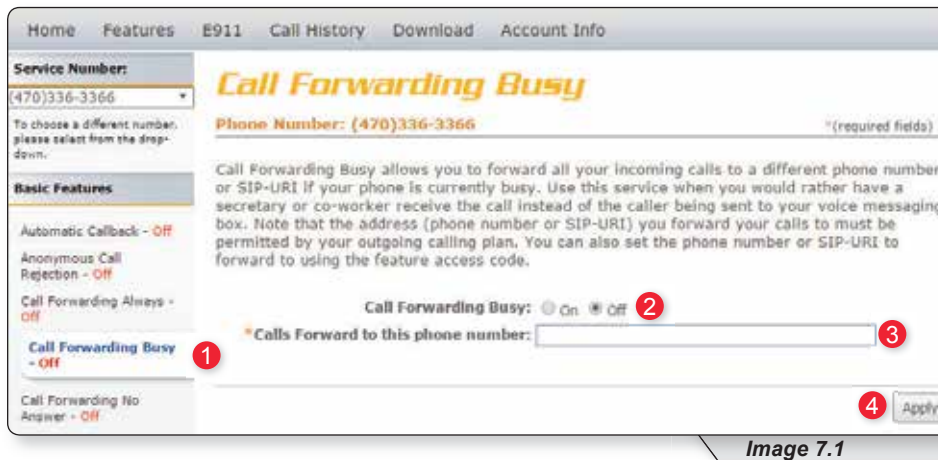 Home Features E911 Call History Download Account Info
Service Number:
(470)336-3366
To choose a different number,
please select from the drop-
down.
Basic Features
Automatic Callback - Off
Anonymous Call
Rejection - Off
Call Forwarding Always -
Off
Call Forwarding Busy
- Off
1
Call Forwarding No
Answer - Off
Call Forwarding Busy
Phone Number: (470)336-3366
*(required fields)
Call Forwarding Busy allows you to forward all your incoming calls to a different phone number
or SIP-URI if your phone is currently busy. Use this service when you would rather have a
secretary or co-worker receive the call instead of the caller being sent to your voice messaging
box. Note that the address (phone number or SIP-URI) you forward your calls to must be
permitted by your outgoing calling plan. You can also set the phone number or SIP-URI to
forward to using the feature access code.
Call Forwarding Busy: On Off 2
*Calls Forward to this phone number: 3
4 Apply
Image 7.1